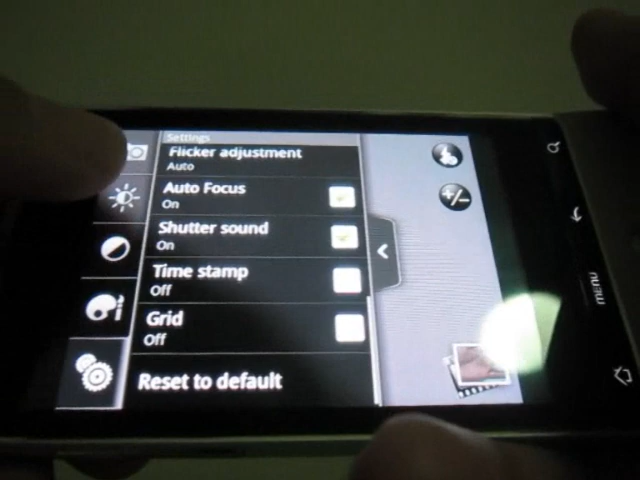 Settings
Flicker adjustment
Auto
Auto Focus
On
Shutter sound
On
Time stamp
Off
Grid
Off
Reset to default
+/-
MENU